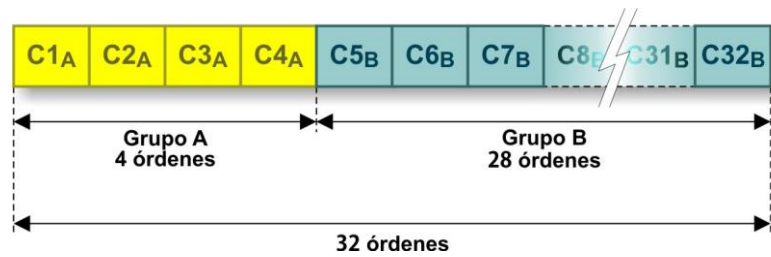 C1A C2A C3A C4A C5B C6B C7B C8B C31B C32B
Grupo A Grupo B
4 órdenes 28 órdenes
32 órdenes